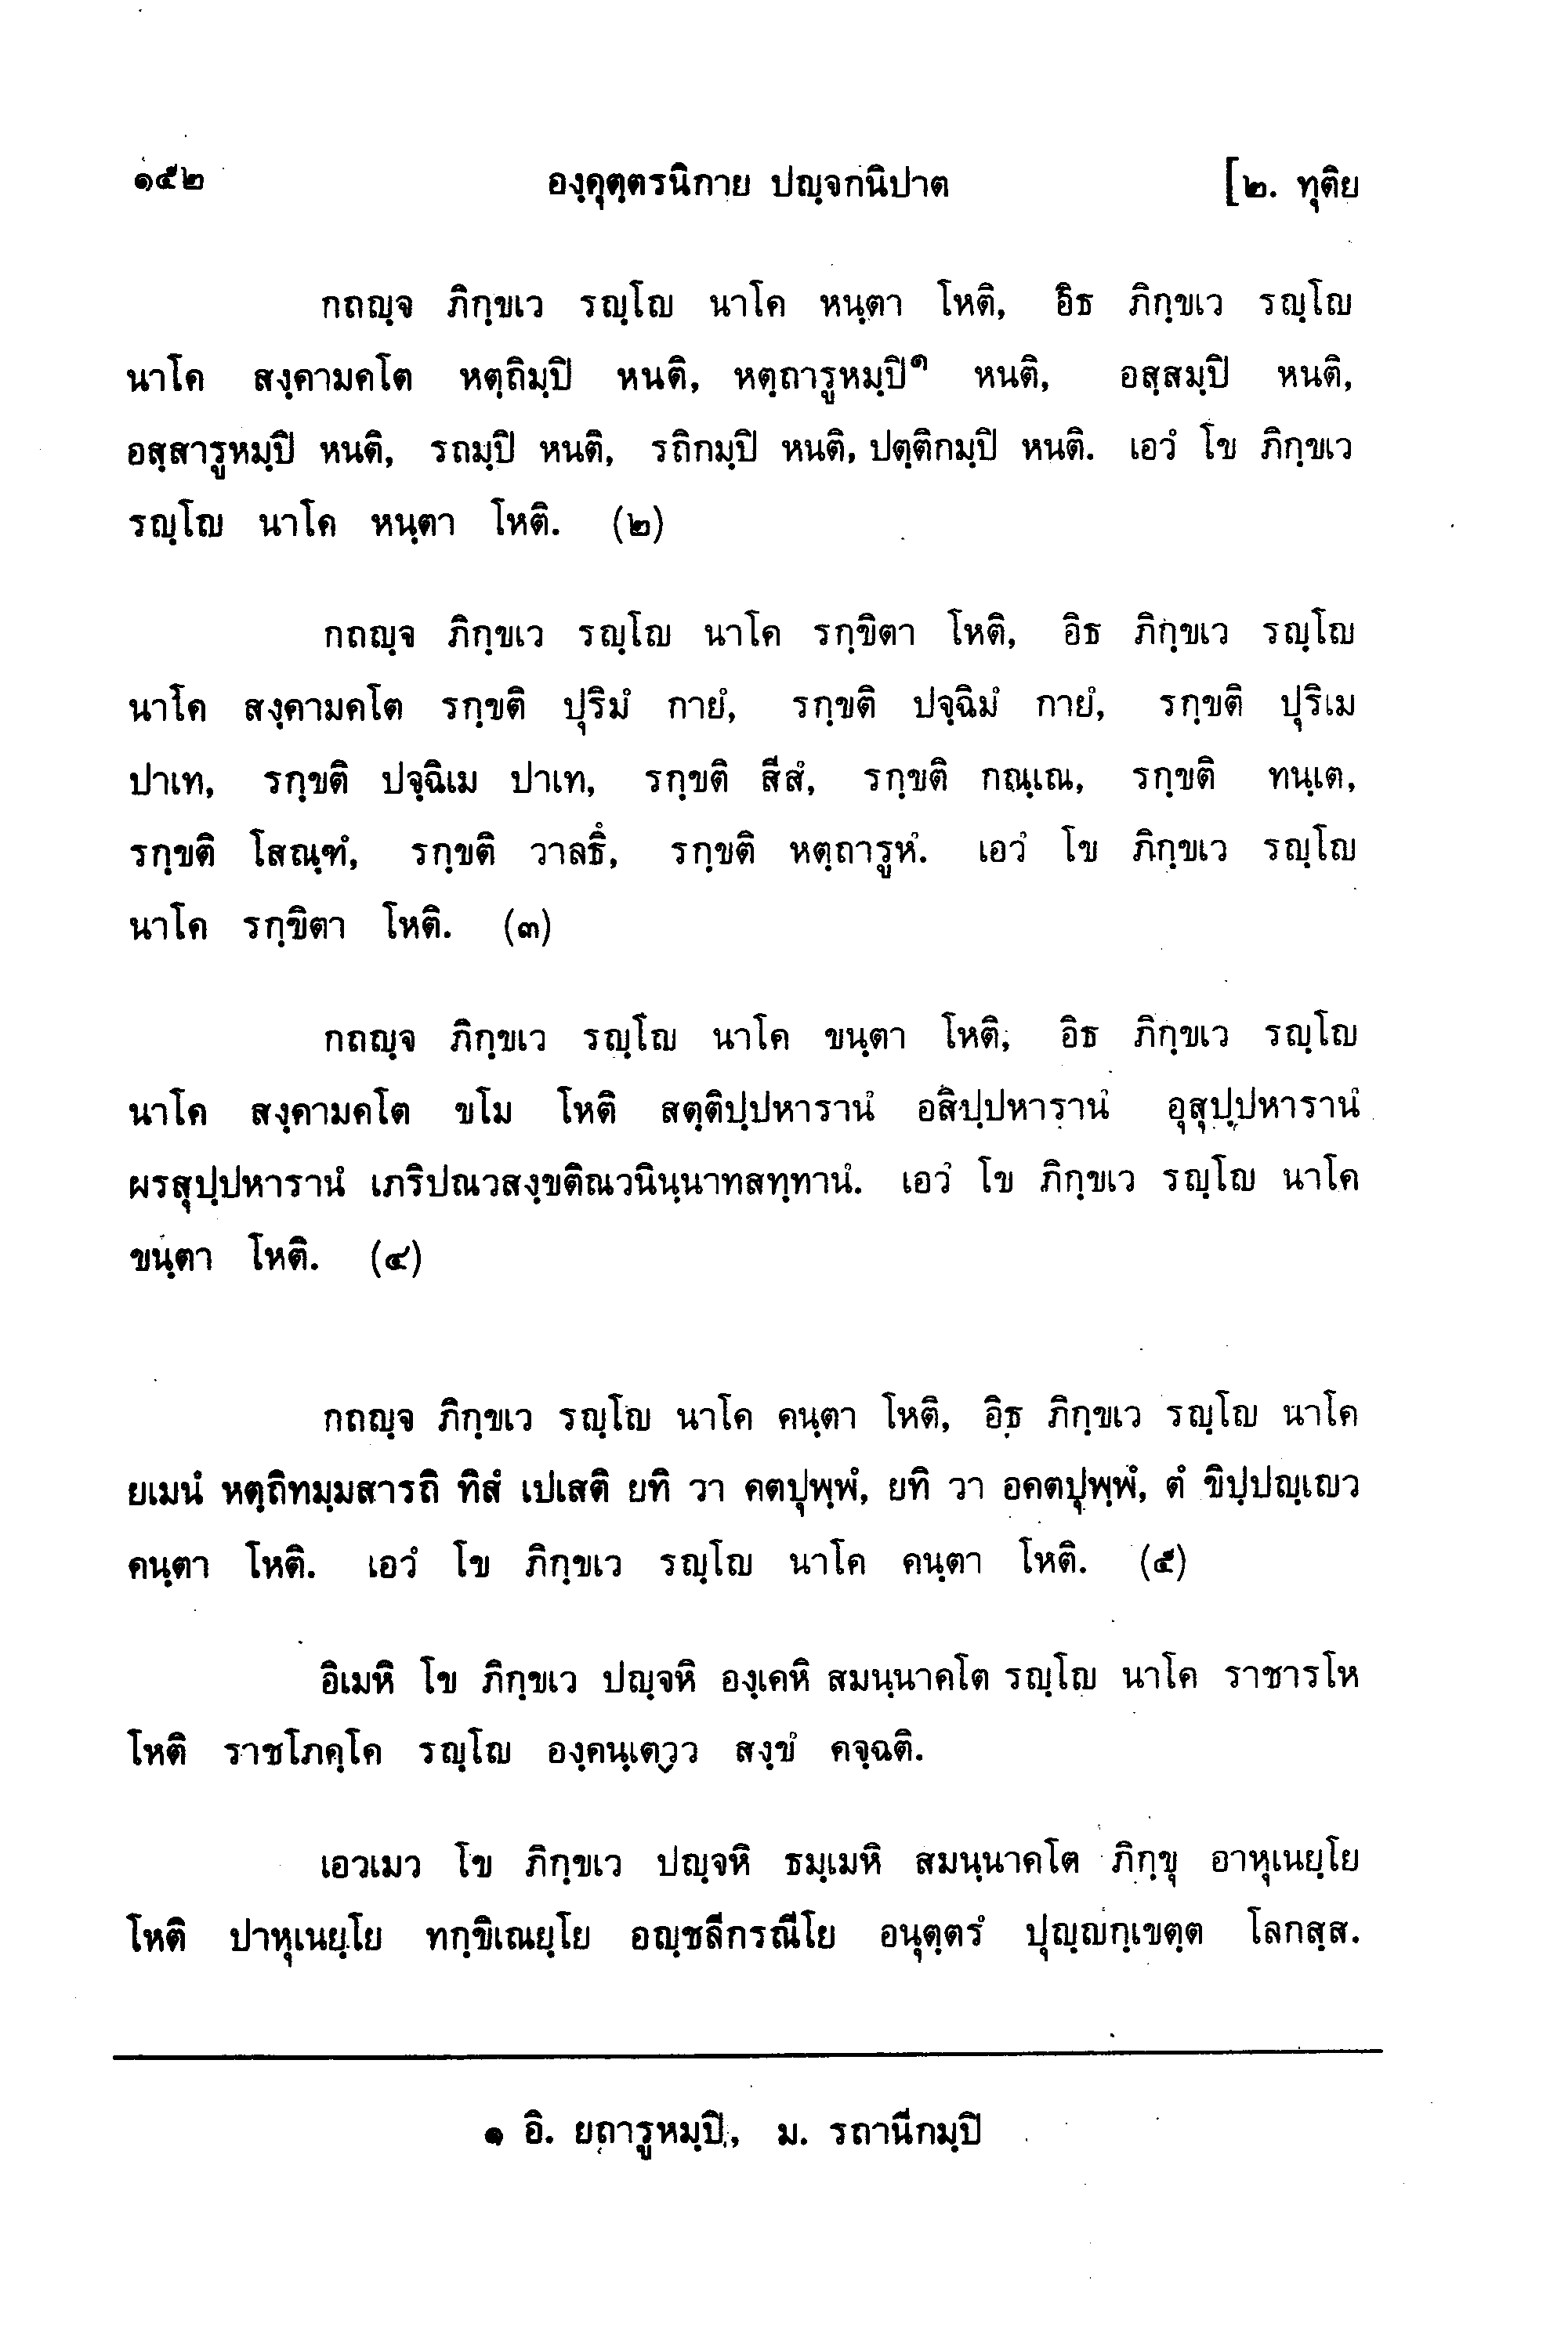 ๑๕๒ องฺคุตฺตรนิกาย ปญฺจกนิปาต [๒. ทุติย
กถญฺจ ภิกฺขเว รญฺโญ นาโค หนฺตา โหติ, อิธ ภิกฺขเว รญฺโญ
นาโค สงฺคามคโต หตฺถิมฺปิ หนติ, หตฺถารูหมฺปิ๑ หนติ, อสฺสมฺปิ หนติ,
อสฺสารูหมฺปิ หนติ, รถมฺปิ หนติ, รถิกมฺปิ หนติ, ปตฺติกมฺปิ หนติ. เอวํ โข ภิกฺขเว
รญฺโญ นาโค หนฺตา โหติ. (๒)
กถญฺจ ภิกฺขเว รญฺโญ นาโค รกฺขิตา โหติ, อิธ ภิกฺขเว รญฺโญ
นาโค สงฺคามคโต รกฺขติ ปุริมํ กายํ, รกฺขติ ปจฺฉิมํ กายํ, รกฺขติ ปุริเม
ปาเท, รกฺขติ ปจฺฉิเม ปาเท, รกฺขติ สีสํ, รกฺขติ กณฺเณ, รกฺขติ ทนฺเต,
รกฺขติ โสณฺฑํ, รกฺขติ วาลธึ, รกฺขติ หตฺถารูหํ. เอวํ โข ภิกฺขเว รญฺโญ
นาโค รกฺขิตา โหติ. (๓)
กถญฺจ ภิกฺขเว รญฺโญ นาโค ขนฺตา โหติ, อิธ ภิกฺขเว รญฺโญ
นาโค สงฺคามคโต ขโม โหติ สตฺติปฺปหารานํ อสิปฺปหารานํ อุสุปฺปหารานํ
ผรสุปฺปหารานํ เภริปณวสงฺขติณวนินฺนาทสทฺทานํ. เอวํ โข ภิกฺขเว รญฺโญ นาโค
ขนฺตา โหติ. (๔)
กถญฺจ ภิกฺขเว รญฺโญ นาโค คนฺตา โหติ, อิธ ภิกฺขเว รญฺโญ นาโค
ยเมนํ หตฺถิทมฺมสารถิ ทิสํ เปเสติ ยทิ วา คตปุพฺพํ, ยทิ วา อคตปุพฺพํ, ตํ ขิปฺปญฺเญว
คนฺตา โหติ. เอวํ โข ภิกฺขเว รญฺโญ นาโค คนฺตา โหติ. (๕)
อิเมหิ โข ภิกฺขเว ปญฺจหิ องฺเคหิ สมนฺนาคโต รญฺโญ นาโค ราชารโห
โหติ ราชโภคฺโค รญฺโญ องฺคนฺเตฺวว สงฺขํ คจฺฉติ.
เอวเมว โข ภิกฺขเว ปญฺจหิ ธมฺเมหิ สมนฺนาคโต ภิกฺขุ อาหุเนยฺโย
โหติ ปาหุเนยฺโย ทกฺขิเณยฺโย อญฺชลีกรณีโย อนุตฺตรํ ปุญฺญกฺเขตฺต โลกสฺส.
๑ อิ. ยถารูหมฺปิ, ม. รถานีกมฺปิ